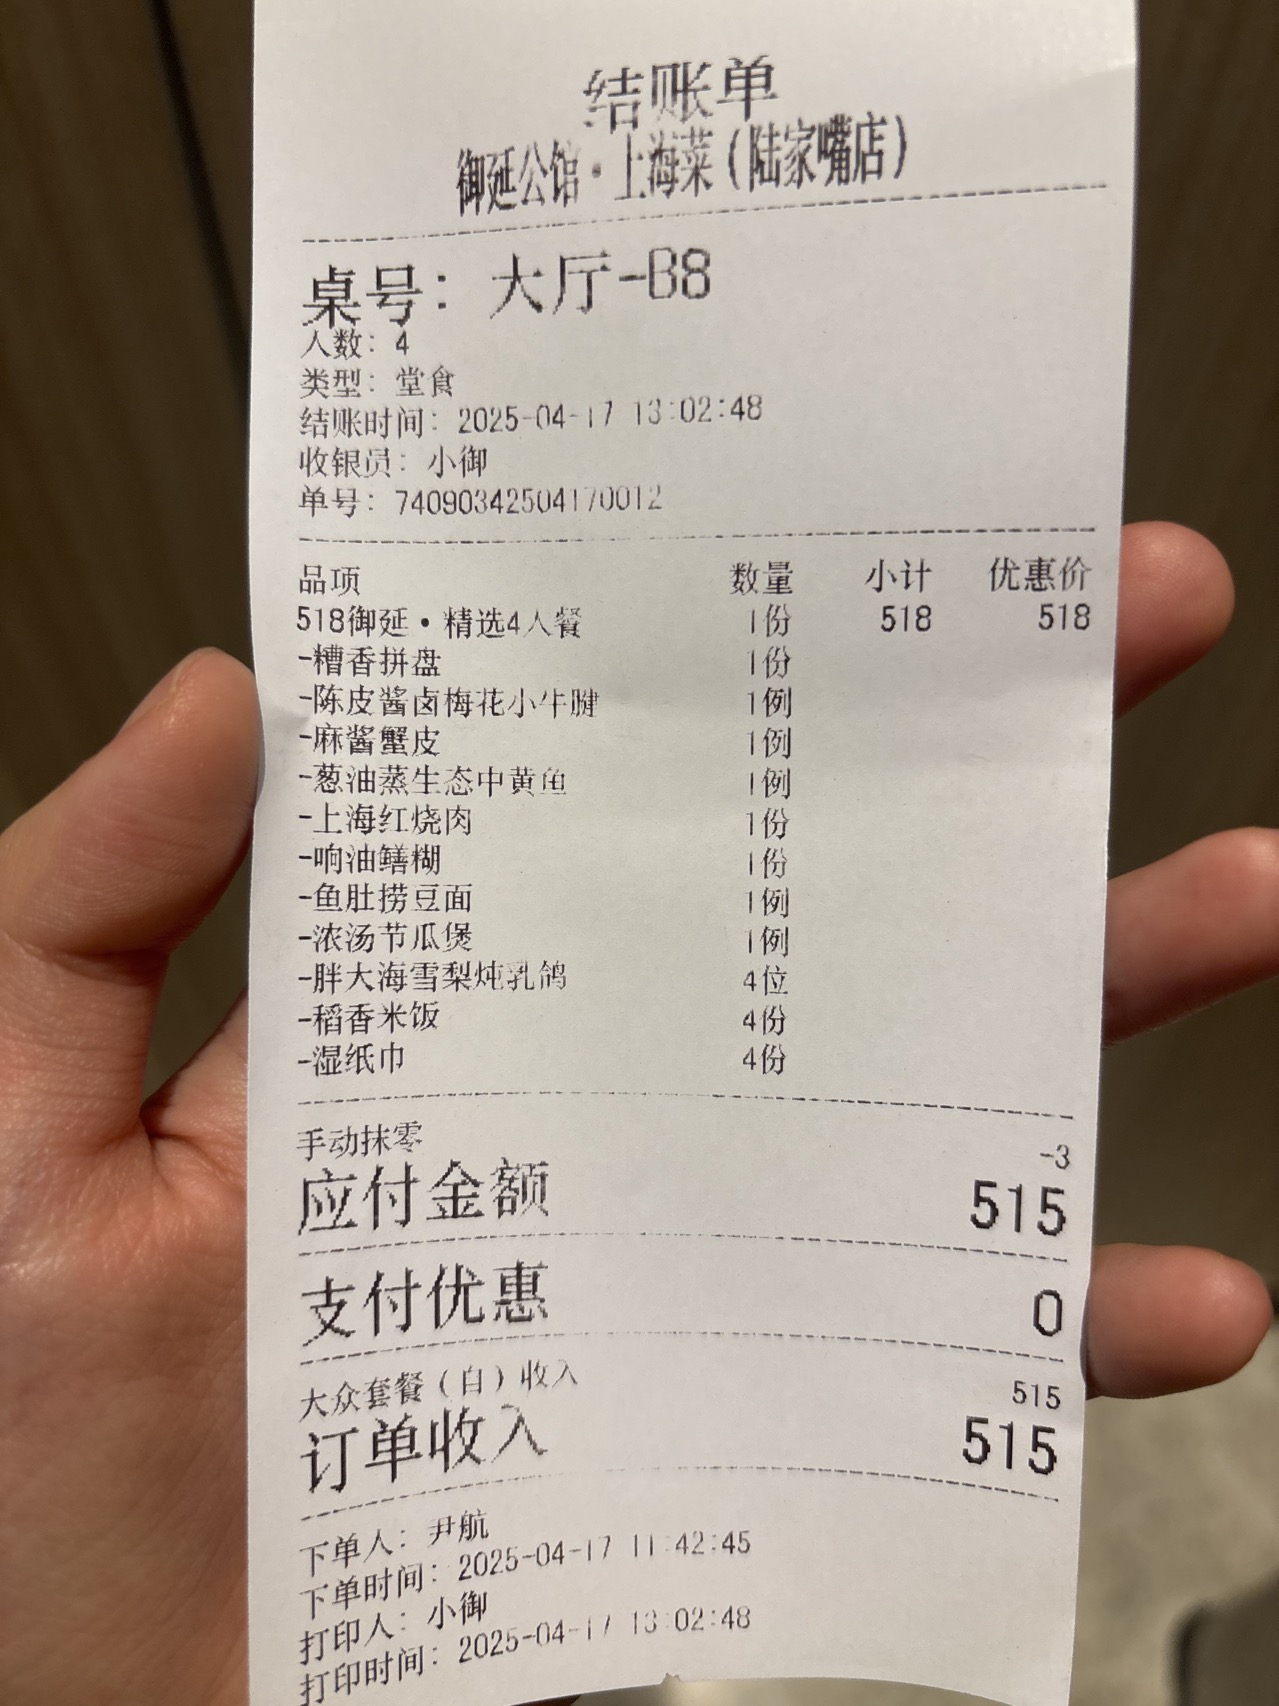 结账单
御延公馆·上海菜(陆家嘴店)
桌号: 大厅-B8
人数: 4
类型: 堂食
结账时间: 2025-04-17 13:02:48
收银员: 小御
单号: 74090342504170012
品项 数量 小计 优惠价
518御延·精选4人餐 1份 518 518
-糟香拼盘 1份
-陈皮酱卤梅花小牛腱 1例
-麻酱蟹皮 1例
-葱油蒸生态中黄鱼 1例
-上海红烧肉 1份
-响油鳝糊 1份
-鱼肚捞豆面 1例
-浓汤节瓜煲 1例
-胖大海雪梨炖乳鸽 4位
-稻香米饭 4份
-湿纸巾 4份
手动抹零 -3
应付金额 515
支付优惠 0
大众套餐(白)收入 515
订单收入 515
下单人: 尹航
下单时间: 2025-04-17 11:42:45
打印人: 小御
打印时间: 2025-04-17 13:02:48